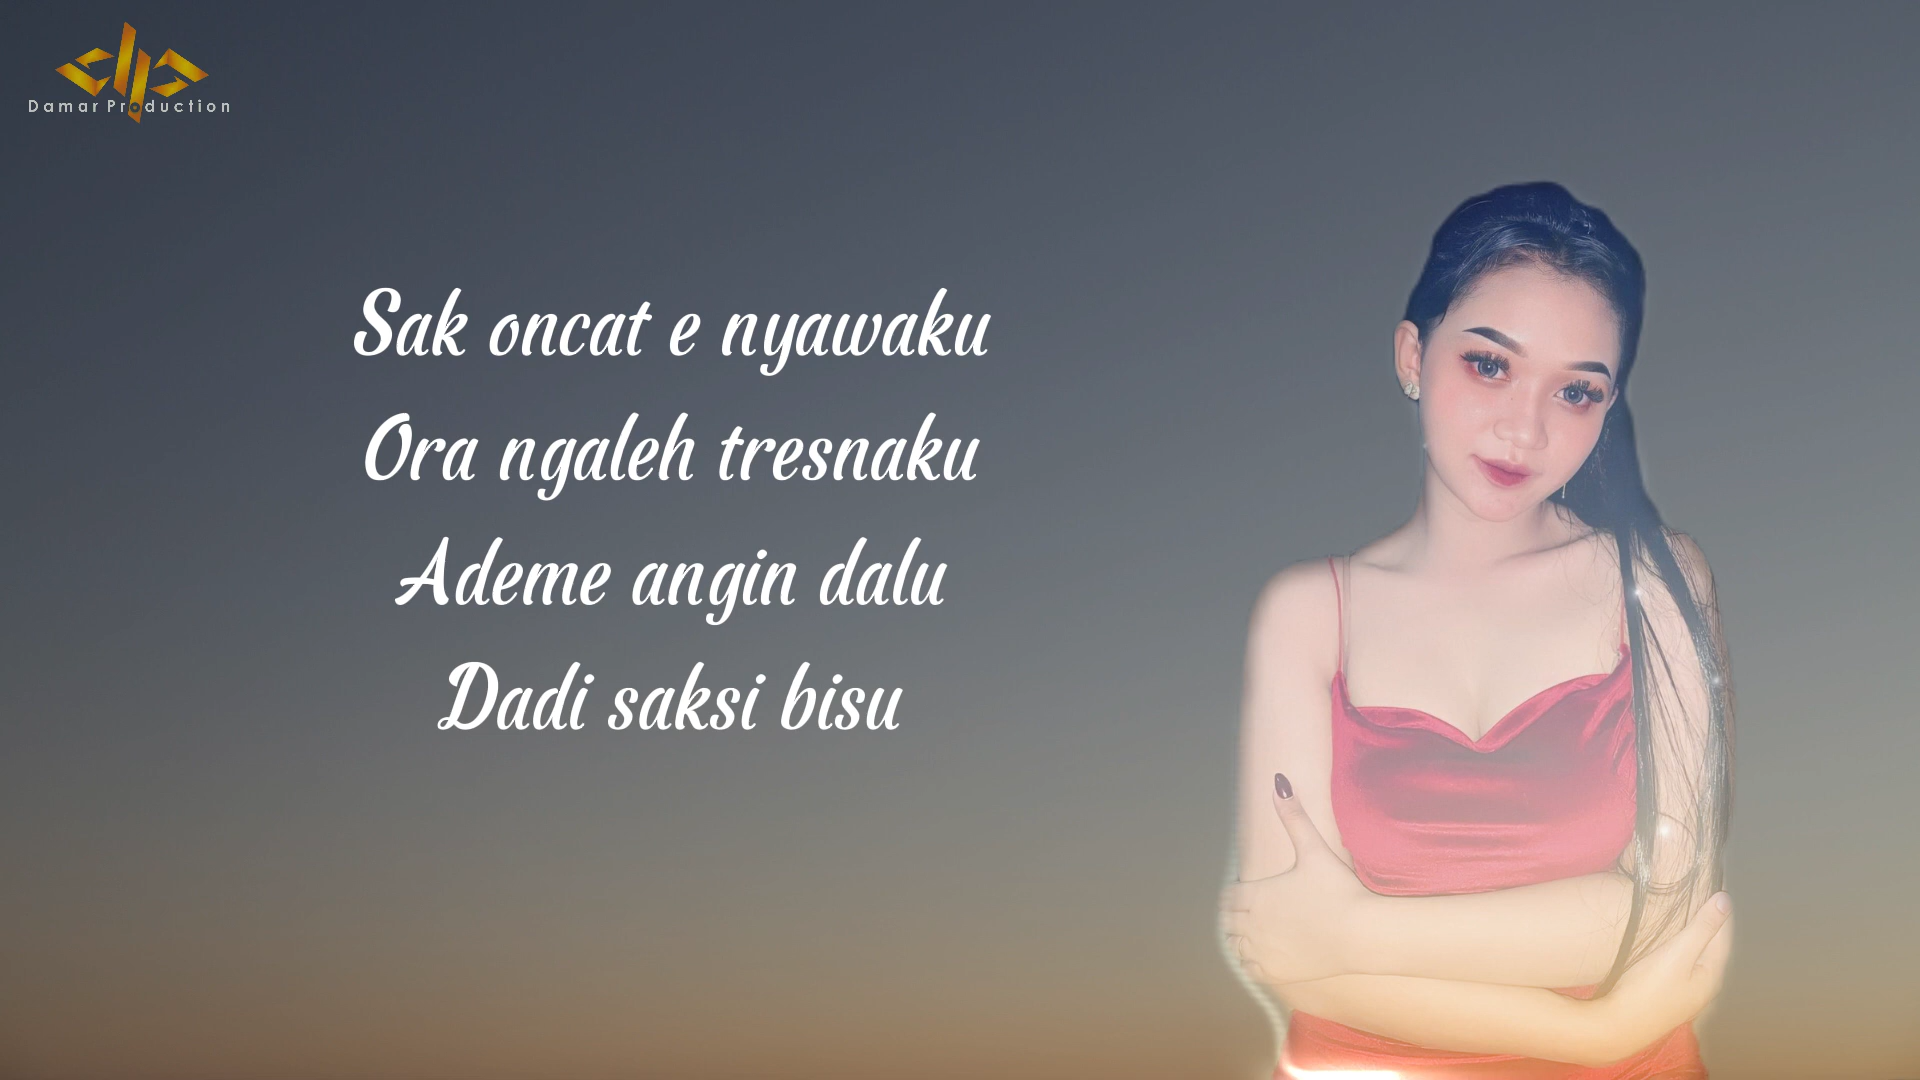 Damar Production
Sak oncat e nyawaku
Ora ngaleh tresnaku
Ademe angin dalu
Dadi saksi bisu